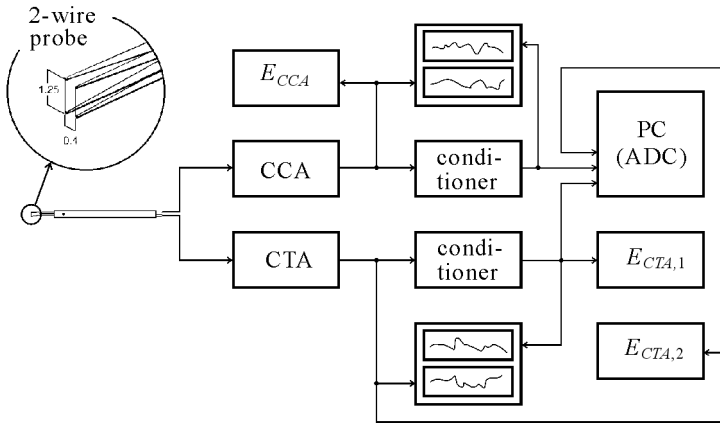 2-wire
probe
1.25
0.4
E_CCA
CCA
condi-
tioner
PC
(ADC)
CTA
condi-
tioner
E_CTA,1
E_CTA,2